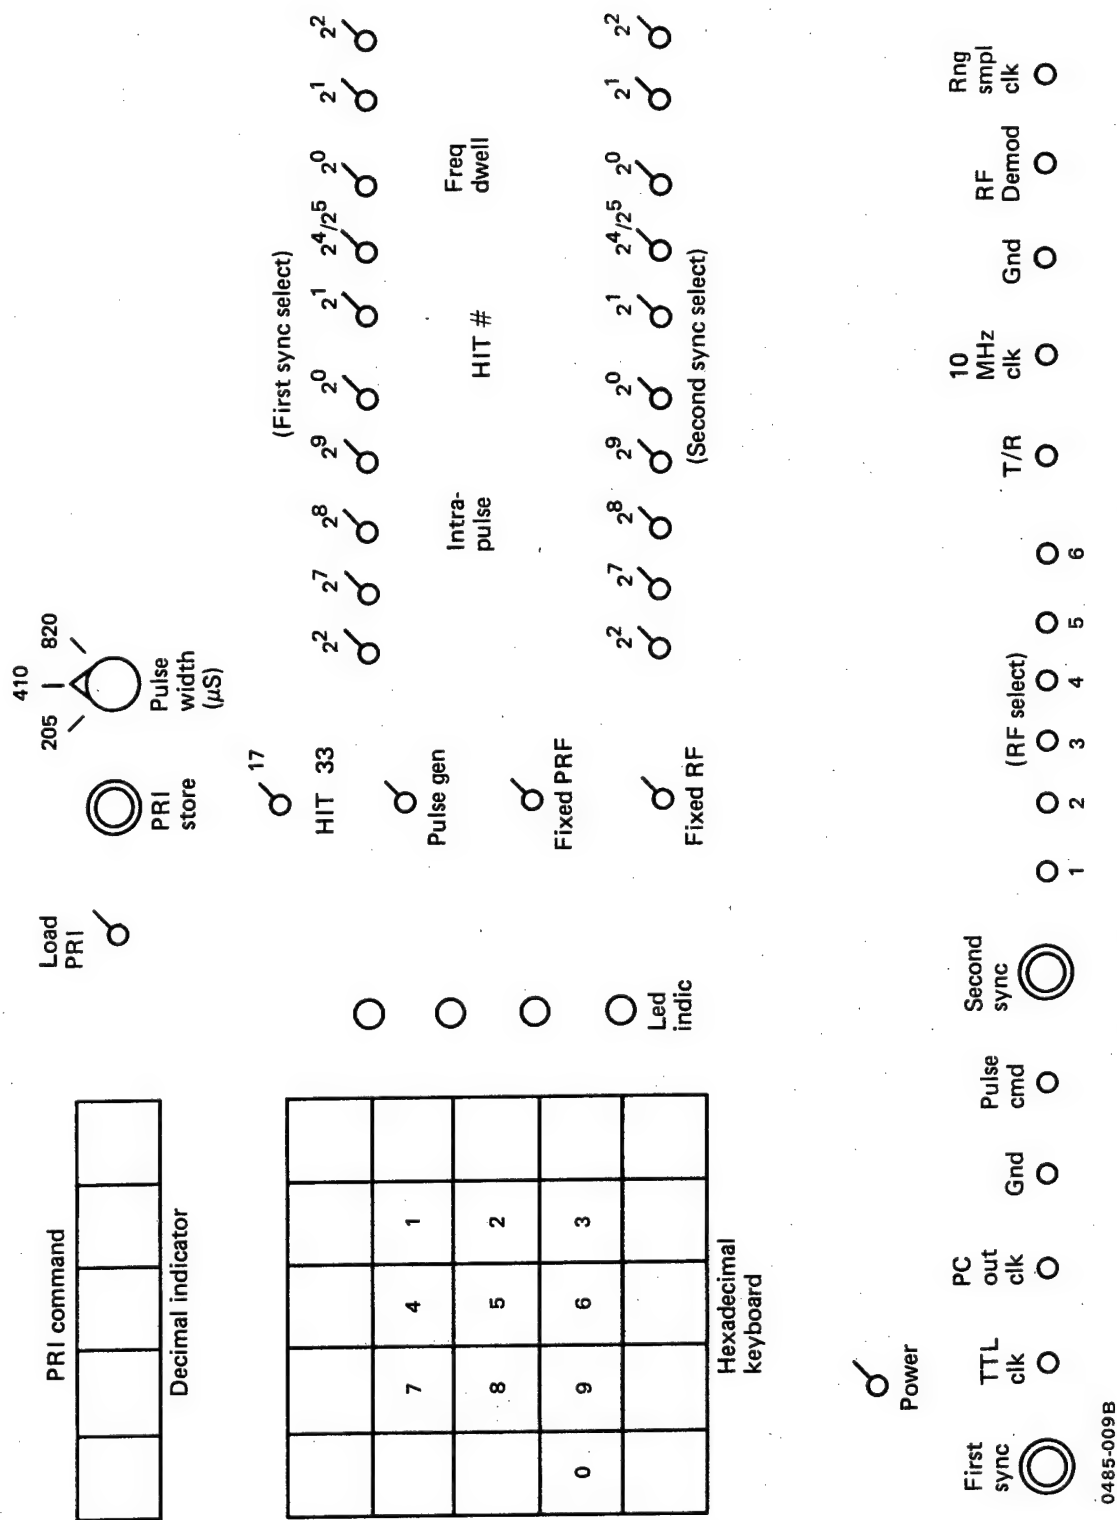 PRI command
Decimal indicator
Load
PRI
PRI
store
205
410
820
Pulse
width
(μS)
17
HIT 33
Pulse gen
Fixed PRF
Fixed RF
(First sync select)
2² 2⁷ 2⁸ 2⁹ 2⁰ 2¹ 2⁴/2⁵ 2⁰ 2¹ 2²
Intra-
pulse
HIT #
Freq
dwell
2² 2⁷ 2⁸ 2⁹ 2⁰ 2¹ 2⁴/2⁵ 2⁰ 2¹ 2²
(Second sync select)
7 4 1
8 5 2
0 9 6 3
Hexadecimal
keyboard
Led
indic
Power
First
sync
TTL
clk
PC
out
clk
Gnd
Pulse
cmd
Second
sync
(RF select)
1 2 3 4 5 6
T/R
10
MHz
clk
Gnd
RF
Demod
Rng
smpl
clk
0485-009B